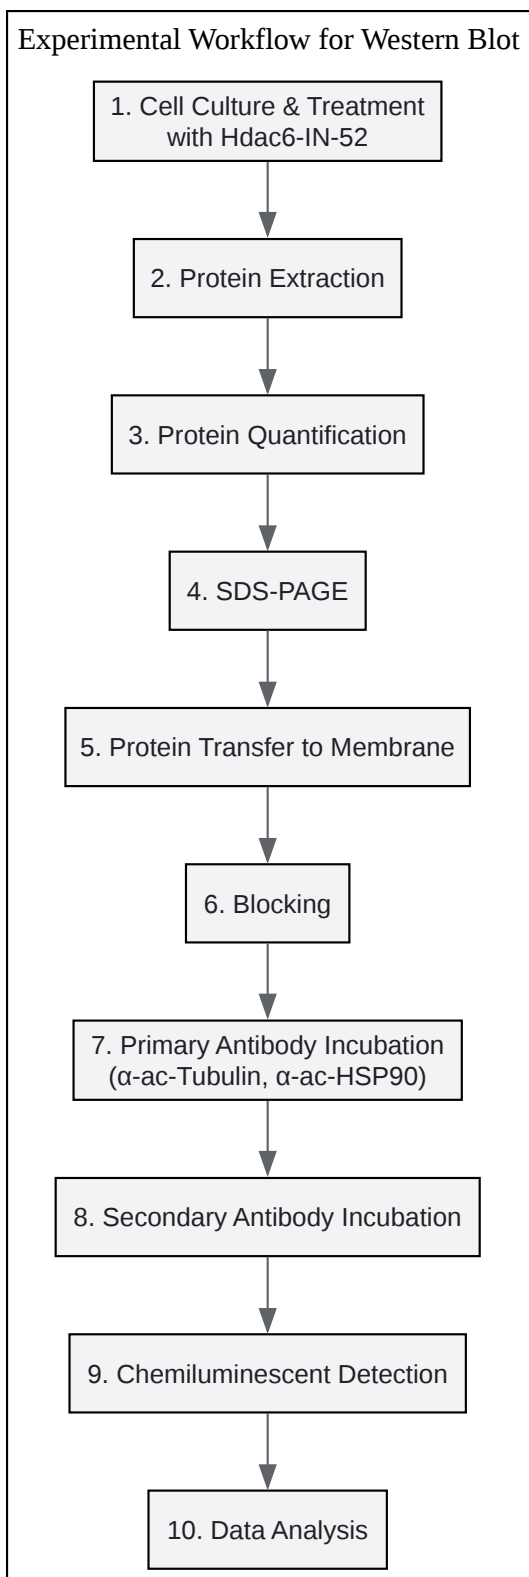 Experimental Workflow for Western Blot
1. Cell Culture & Treatment
with Hdac6-IN-52
2. Protein Extraction
3. Protein Quantification
4. SDS-PAGE
5. Protein Transfer to Membrane
6. Blocking
7. Primary Antibody Incubation
(α-ac-Tubulin, α-ac-HSP90)
8. Secondary Antibody Incubation
9. Chemiluminescent Detection
10. Data Analysis